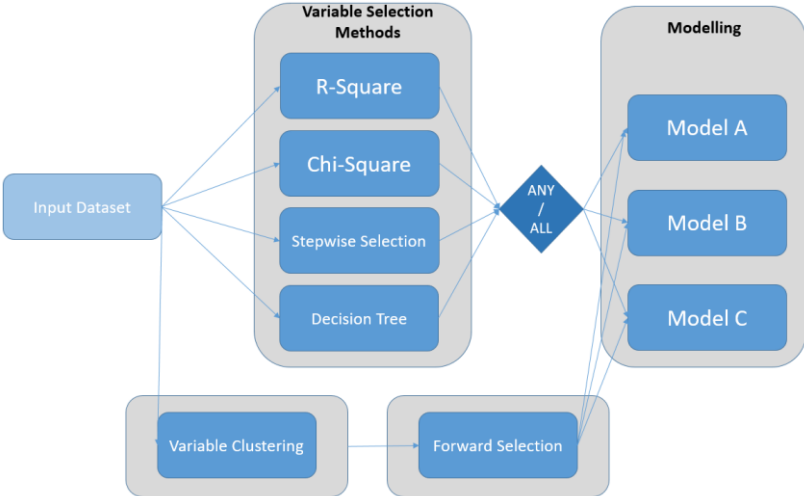 Variable Selection
Methods
Modelling
R-Square
Chi-Square
Stepwise Selection
Decision Tree
Input Dataset
ANY
/
ALL
Model A
Model B
Model C
Variable Clustering
Forward Selection